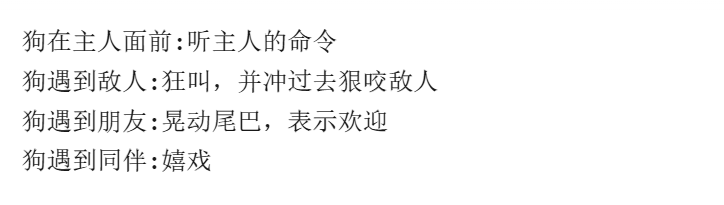 狗在主人面前:听主人的命令
狗遇到敌人:狂叫，并冲过去狠咬敌人
狗遇到朋友:晃动尾巴，表示欢迎
狗遇到同伴:嬉戏